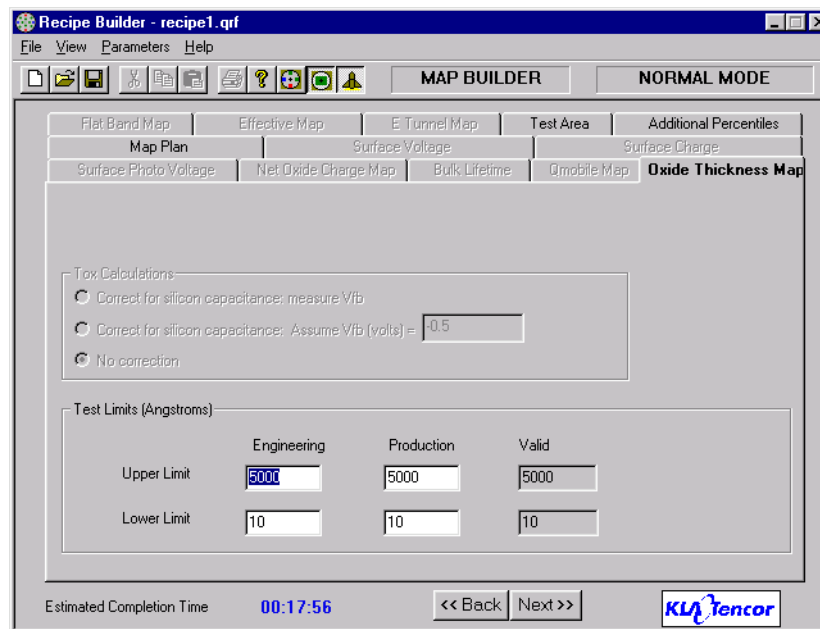 Recipe Builder - recipe1.qrf
File View Parameters Help
MAP BUILDER NORMAL MODE
Flat Band Map Effective Map E Tunnel Map Test Area Additional Percentiles
Map Plan Surface Voltage Surface Charge
Surface Photo Voltage Net Oxide Charge Map Bulk Lifetime Qmobile Map Oxide Thickness Map
Tox Calculations
Correct for silicon capacitance: measure Vfb
Correct for silicon capacitance: Assume Vfb (volts) = -0.5
No correction
Test Limits (Angstroms)
Engineering Production Valid
Upper Limit 5000 5000 5000
Lower Limit 10 10 10
Estimated Completion Time 00:17:56 << Back Next >> KLA Tencor